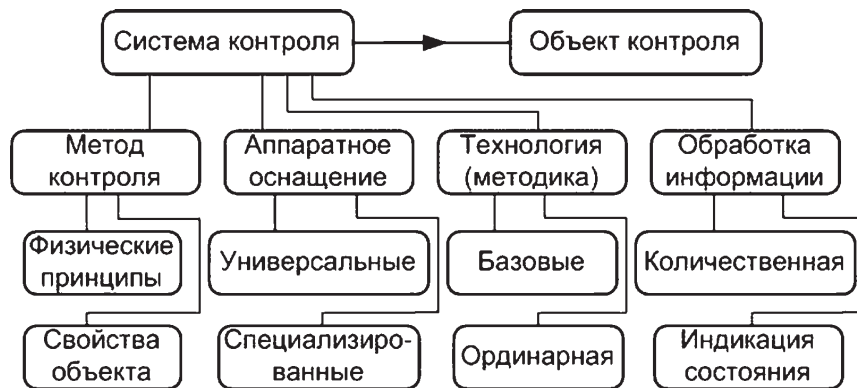 Система контроля
Объект контроля
Метод
контроля
Аппаратное
оснащение
Технология
(методика)
Обработка
информации
Физические
принципы
Универсальные
Базовые
Количественная
Свойства
объекта
Специализиро-
ванные
Ординарная
Индикация
состояния